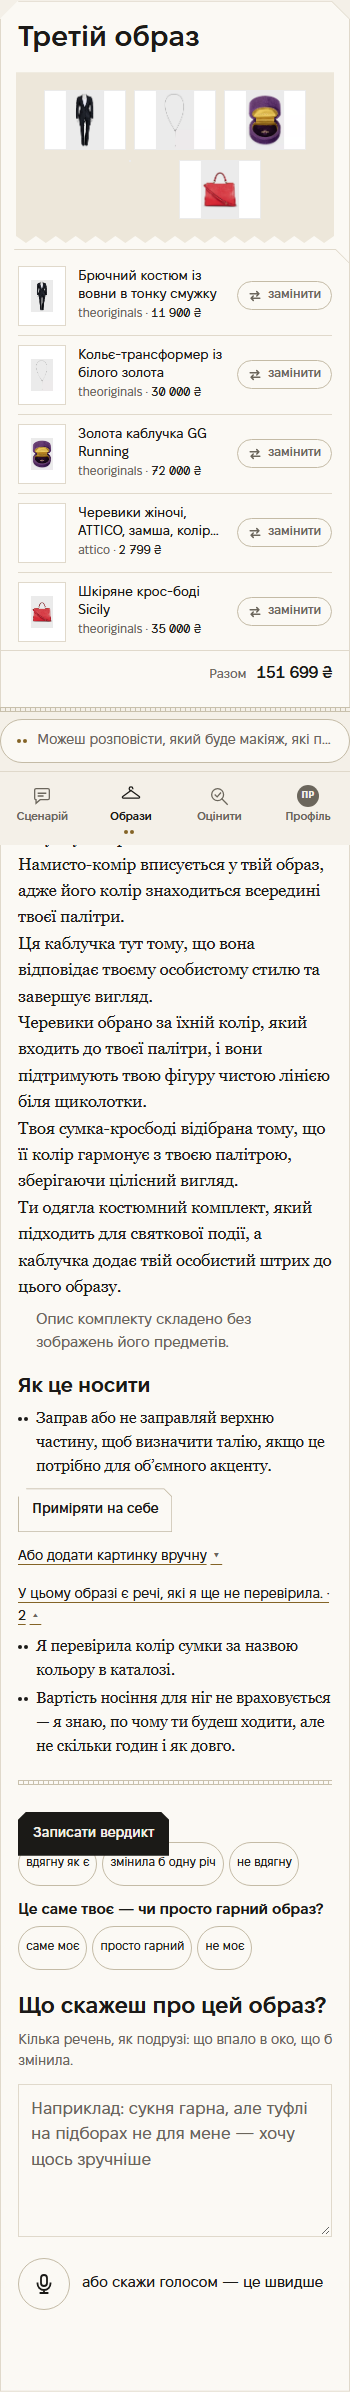 Третій образ
Брючний костюм із
вовни в тонку смужку
theoriginals · 11 900 ₴
замінити
Кольє-трансформер із
білого золота
theoriginals · 30 000 ₴
замінити
Золота каблучка GG
Running
theoriginals · 72 000 ₴
замінити
Черевики жіночі,
ATTICO, замша, колір...
attico · 2 799 ₴
замінити
Шкіряне крос-боді
Sicily
theoriginals · 35 000 ₴
замінити
Разом 151 699 ₴
Можеш розповісти, який буде макіяж, які п...
Сценарій
Образи
Оцінити
ПР
Профіль
Намисто-комір вписується у твій образ,
адже його колір знаходиться всередині
твоєї палітри.
Ця каблучка тут тому, що вона
відповідає твоєму особистому стилю та
завершує вигляд.
Черевики обрано за їхній колір, який
входить до твоєї палітри, і вони
підтримують твою фігуру чистою лінією
біля щиколотки.
Твоя сумка-кросбоді відібрана тому, що
її колір гармонує з твоєю палітрою,
зберігаючи цілісний вигляд.
Ти одягла костюмний комплект, який
підходить для святкової події, а
каблучка додає твій особистий штрих до
цього образу.
Опис комплекту складено без
зображень його предметів.
Як це носити
Заправ або не заправляй верхню
частину, щоб визначити талію, якщо це
потрібно для об’ємного акценту.
Приміряти на себе
Або додати картинку вручну
У цьому образі є речі, які я ще не перевірила. ·
2
Я перевірила колір сумки за назвою
кольору в каталозі.
Вартість носіння для ніг не враховується
— я знаю, по чому ти будеш ходити, але
не скільки годин і як довго.
Записати вердикт
вдягну як є
змінила б одну річ
не вдягну
Це саме твоє — чи просто гарний образ?
саме моє
просто гарний
не моє
Що скажеш про цей образ?
Кілька речень, як подрузі: що впало в око, що б
змінила.
Наприклад: сукня гарна, але туфлі
на підборах не для мене — хочу
щось зручніше
або скажи голосом — це швидше